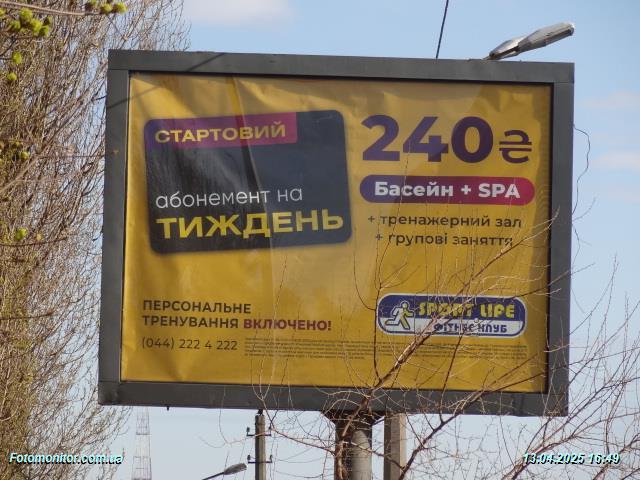 СТАРТОВИЙ
абонемент на
ТИЖДЕНЬ
240₴
Басейн + SPA
+ тренажерний зал
+ групові заняття
ПЕРСОНАЛЬНЕ
ТРЕНУВАННЯ ВКЛЮЧЕНО!
(044) 222 4 222
SPORT LIFE
ФІТНЕС КЛУБ
Fotomonitor.com.ua
13.04.2025 16:49